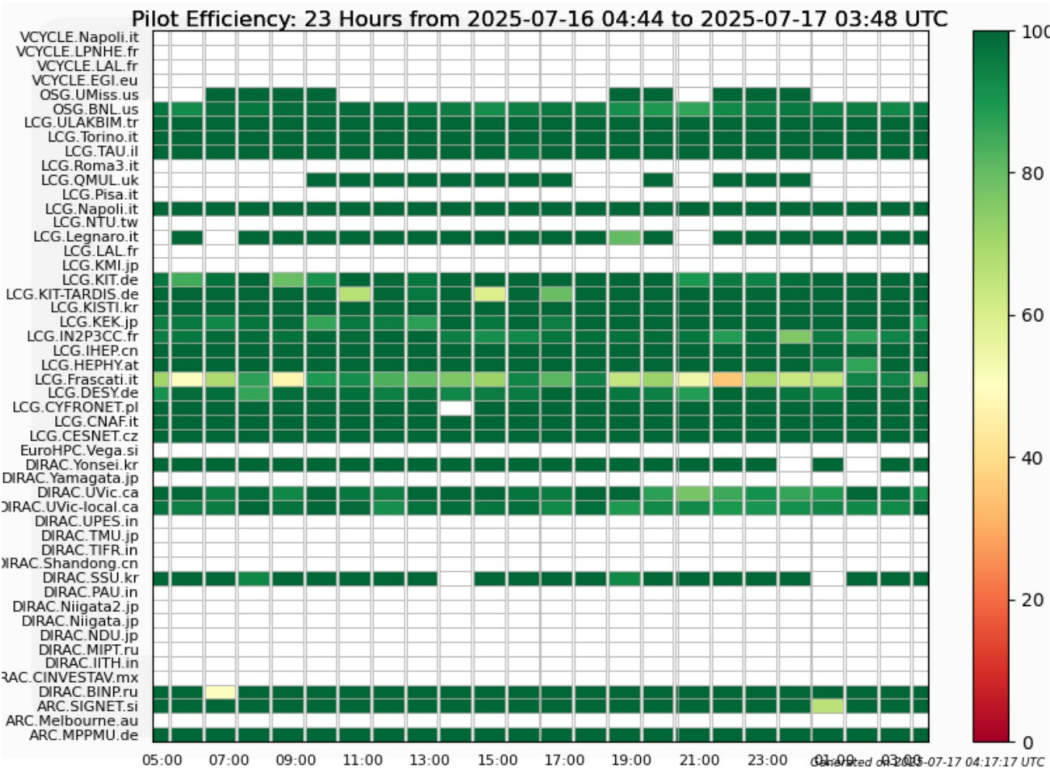 Pilot Efficiency: 23 Hours from 2025-07-16 04:44 to 2025-07-17 03:48 UTC
VCYCLE.Napoli.it
VCYCLE.LPNHE.fr
VCYCLE.LAL.fr
VCYCLE.EGI.eu
OSG.UMiss.us
OSG.BNL.us
LCG.ULAKBIM.tr
LCG.Torino.it
LCG.TAU.il
LCG.Roma3.it
LCG.QMUL.uk
LCG.Pisa.it
LCG.Napoli.it
LCG.NTU.tw
LCG.Legnaro.it
LCG.LAL.fr
LCG.KMI.jp
LCG.KIT.de
LCG.KIT-TARDIS.de
LCG.KISTI.kr
LCG.KEK.jp
LCG.IN2P3CC.fr
LCG.IHEP.cn
LCG.HEPHY.at
LCG.Frascati.it
LCG.DESY.de
LCG.CYFRONET.pl
LCG.CNAF.it
LCG.CESNET.cz
EuroHPC.Vega.si
DIRAC.Yonsei.kr
DIRAC.Yamagata.jp
DIRAC.UVic.ca
DIRAC.UVic-local.ca
DIRAC.UPES.in
DIRAC.TMU.jp
DIRAC.TIFR.in
DIRAC.Shandong.cn
DIRAC.SSU.kr
DIRAC.PAU.in
DIRAC.Niigata2.jp
DIRAC.Niigata.jp
DIRAC.NDU.jp
DIRAC.MIPT.ru
DIRAC.IITH.in
RAC.CINVESTAV.mx
DIRAC.BINP.ru
ARC.SIGNET.si
ARC.Melbourne.au
ARC.MPPMU.de
05:00 07:00 09:00 11:00 13:00 15:00 17:00 19:00 21:00 23:00 01:00 03:00
100
80
60
40
20
0
Generated on 2025-07-17 04:17:17 UTC